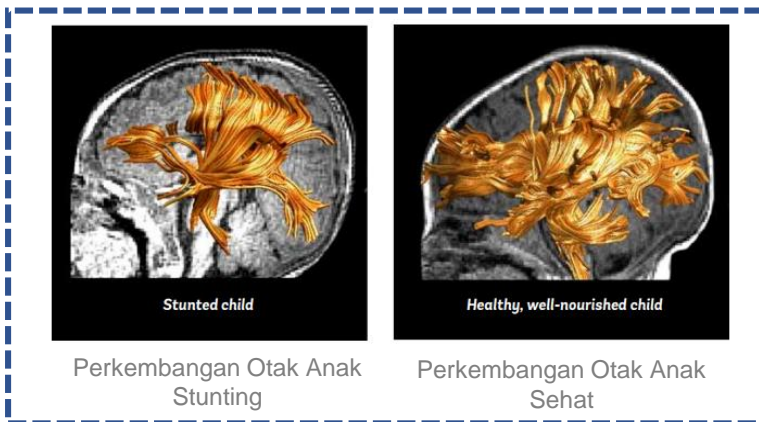 Stunted child
Healthy, well-nourished child
Perkembangan Otak Anak
Stunting
Perkembangan Otak Anak
Sehat